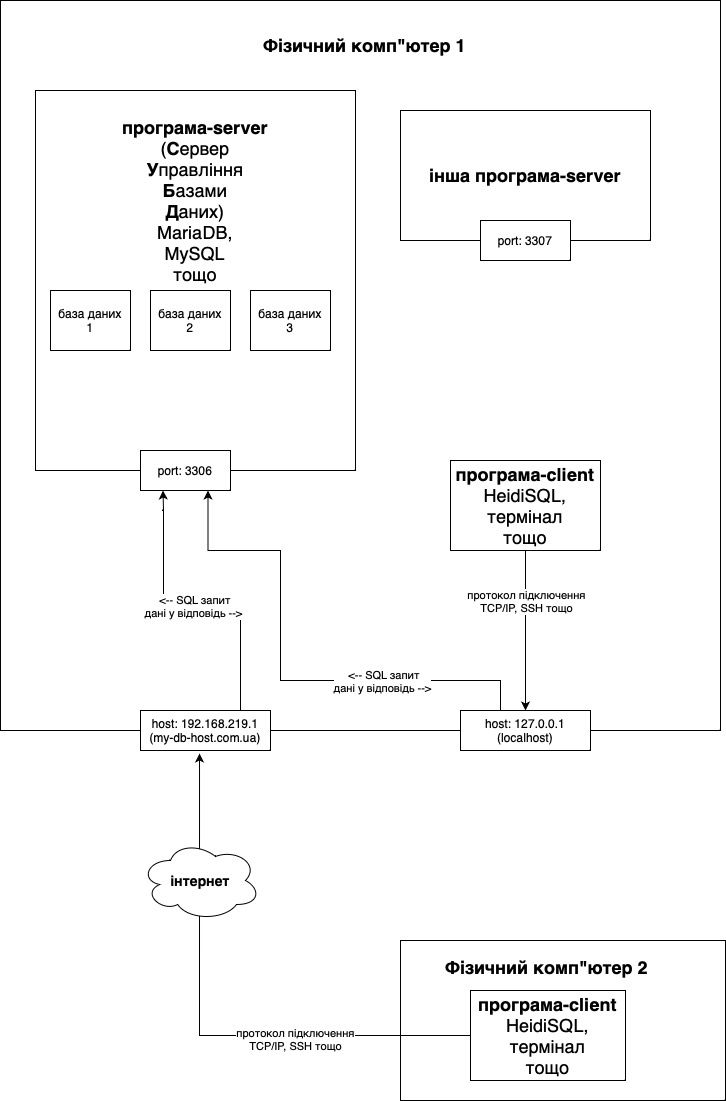 Фізичний комп"ютер 1
програма-server
(Сервер
Управління
Базами
Даних)
MariaDB,
MySQL
тощо
база даних
1
база даних
2
база даних
3
port: 3306
інша програма-server
port: 3307
програма-client
HeidiSQL,
термінал
тощо
протокол підключення
TCP/IP, SSH тощо
<-- SQL запит
дані у відповідь -->
<-- SQL запит
дані у відповідь -->
host: 192.168.219.1
(my-db-host.com.ua)
host: 127.0.0.1
(localhost)
інтернет
Фізичний комп"ютер 2
програма-client
HeidiSQL,
термінал
тощо
протокол підключення
TCP/IP, SSH тощо